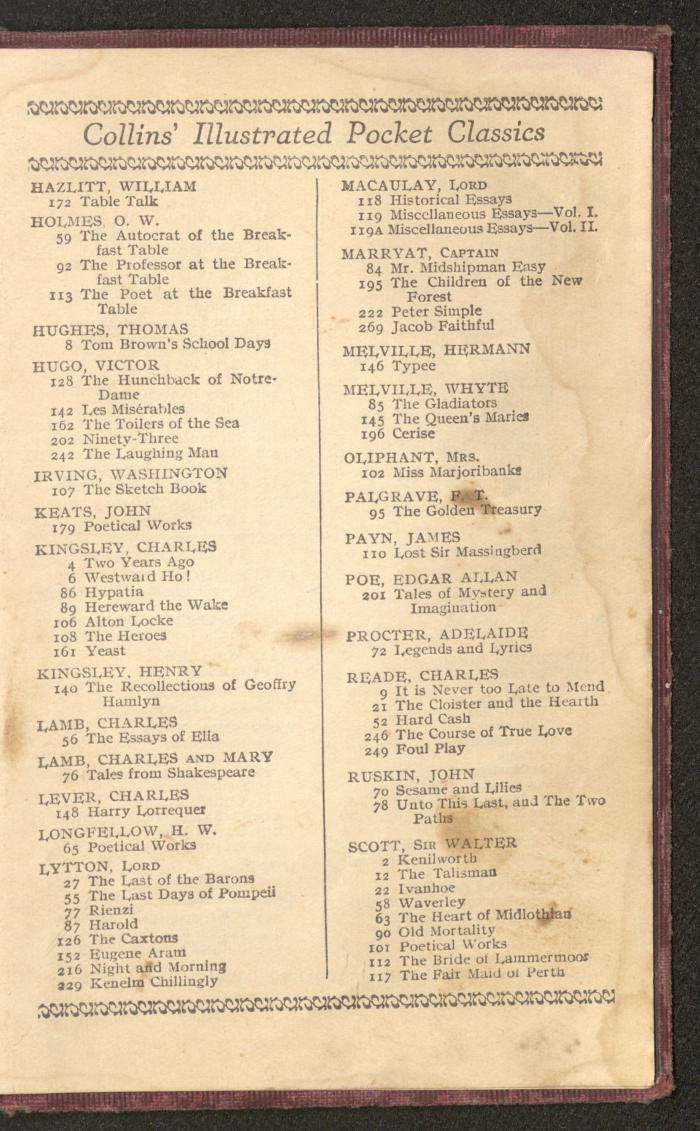 Collins' Illustrated Pocket Classics
HAZLITT, WILLIAM
172 Table Talk
HOLMES, O. W.
59 The Autocrat of the Break-
fast Table
92 The Professor at the Break-
fast Table
113 The Poet at the Breakfast
Table
HUGHES, THOMAS
8 Tom Brown's School Days
HUGO, VICTOR
128 The Hunchback of Notre-
Dame
142 Les Misérables
162 The Toilers of the Sea
202 Ninety-Three
242 The Laughing Man
IRVING, WASHINGTON
107 The Sketch Book
KEATS, JOHN
179 Poetical Works
KINGSLEY, CHARLES
4 Two Years Ago
6 Westward Ho!
86 Hypatia
89 Hereward the Wake
106 Alton Locke
108 The Heroes
161 Yeast
KINGSLEY, HENRY
140 The Recollections of Geoffry
Hamlyn
LAMB, CHARLES
56 The Essays of Elia
LAMB, CHARLES AND MARY
76 Tales from Shakespeare
LEVER, CHARLES
148 Harry Lorrequer
LONGFELLOW, H. W.
65 Poetical Works
LYTTON, LORD
27 The Last of the Barons
55 The Last Days of Pompeii
77 Rienzi
87 Harold
126 The Caxtons
152 Eugene Aram
216 Night and Morning
229 Kenelm Chillingly
MACAULAY, LORD
118 Historical Essays
119 Miscellaneous Essays—Vol. I.
119A Miscellaneous Essays—Vol. II.
MARRYAT, CAPTAIN
84 Mr. Midshipman Easy
195 The Children of the New
Forest
222 Peter Simple
269 Jacob Faithful
MELVILLE, HERMANN
146 Typee
MELVILLE, WHYTE
85 The Gladiators
145 The Queen's Maries
196 Cerise
OLIPHANT, MRS.
102 Miss Marjoribanks
PALGRAVE, F. T.
95 The Golden Treasury
PAYN, JAMES
110 Lost Sir Massingberd
POE, EDGAR ALLAN
201 Tales of Mystery and
Imagination
PROCTER, ADELAIDE
72 Legends and Lyrics
READE, CHARLES
9 It is Never too Late to Mend
21 The Cloister and the Hearth
52 Hard Cash
246 The Course of True Love
249 Foul Play
RUSKIN, JOHN
70 Sesame and Lilies
78 Unto This Last, and The Two
Paths
SCOTT, SIR WALTER
2 Kenilworth
12 The Talisman
22 Ivanhoe
58 Waverley
63 The Heart of Midlothian
90 Old Mortality
101 Poetical Works
112 The Bride of Lammermoor
117 The Fair Maid of Perth